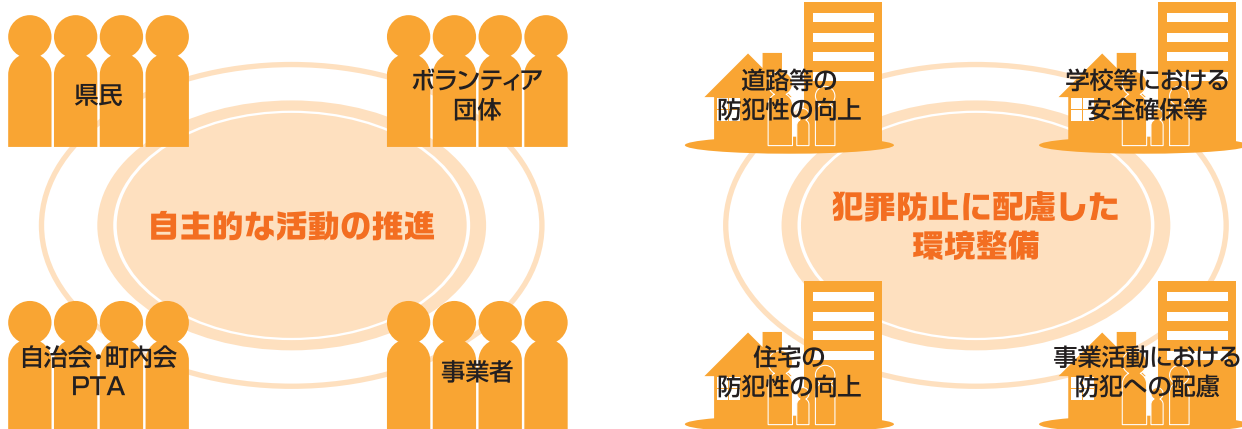 県民
ボランティア
団体
自主的な活動の推進
自治会・町内会
PTA
事業者
道路等の
防犯性の向上
学校等における
安全確保等
犯罪防止に配慮した
環境整備
住宅の
防犯性の向上
事業活動における
防犯への配慮